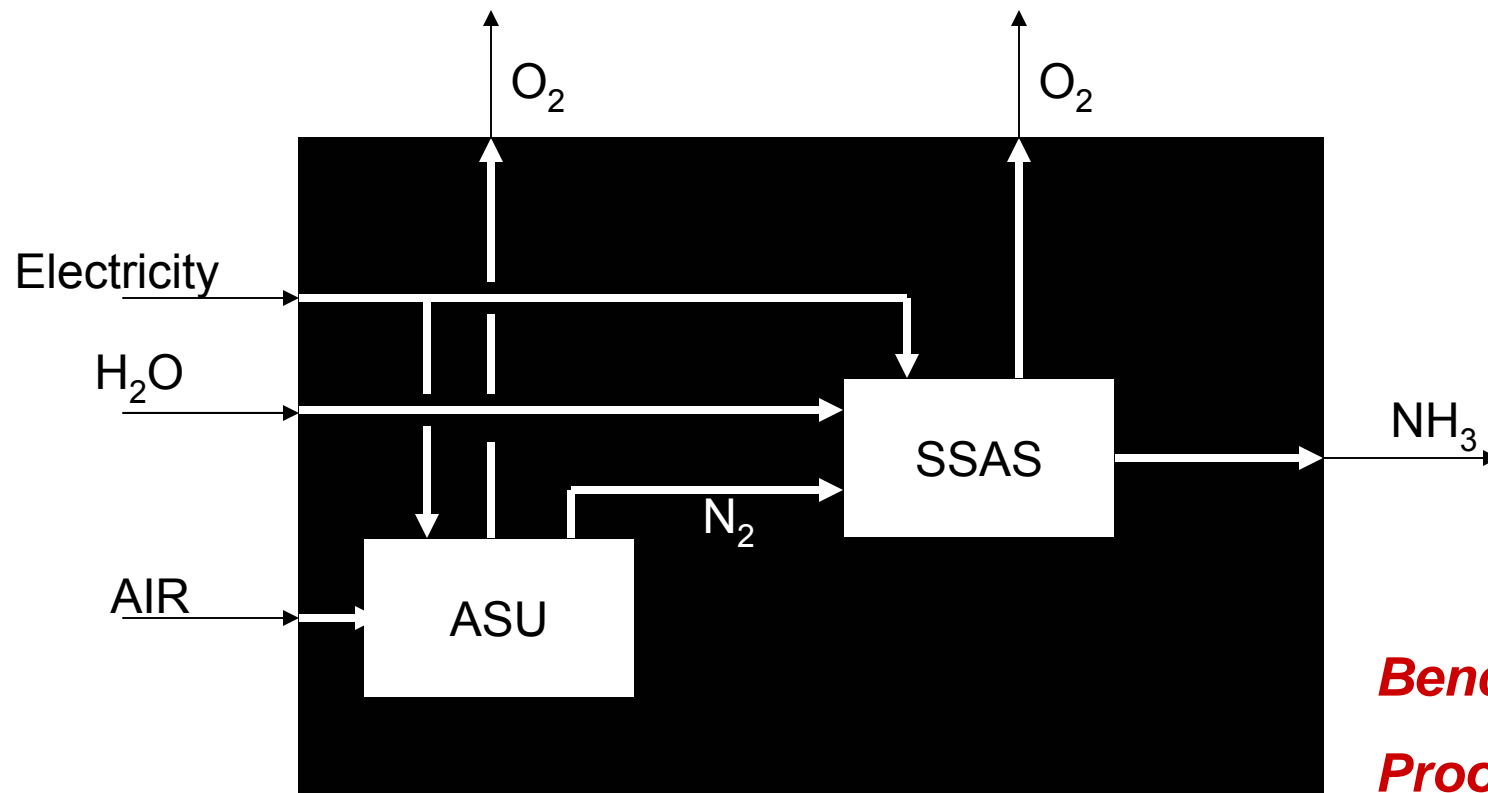 O₂ O₂
Electricity
H₂O
NH₃
SSAS
N₂
AIR
ASU